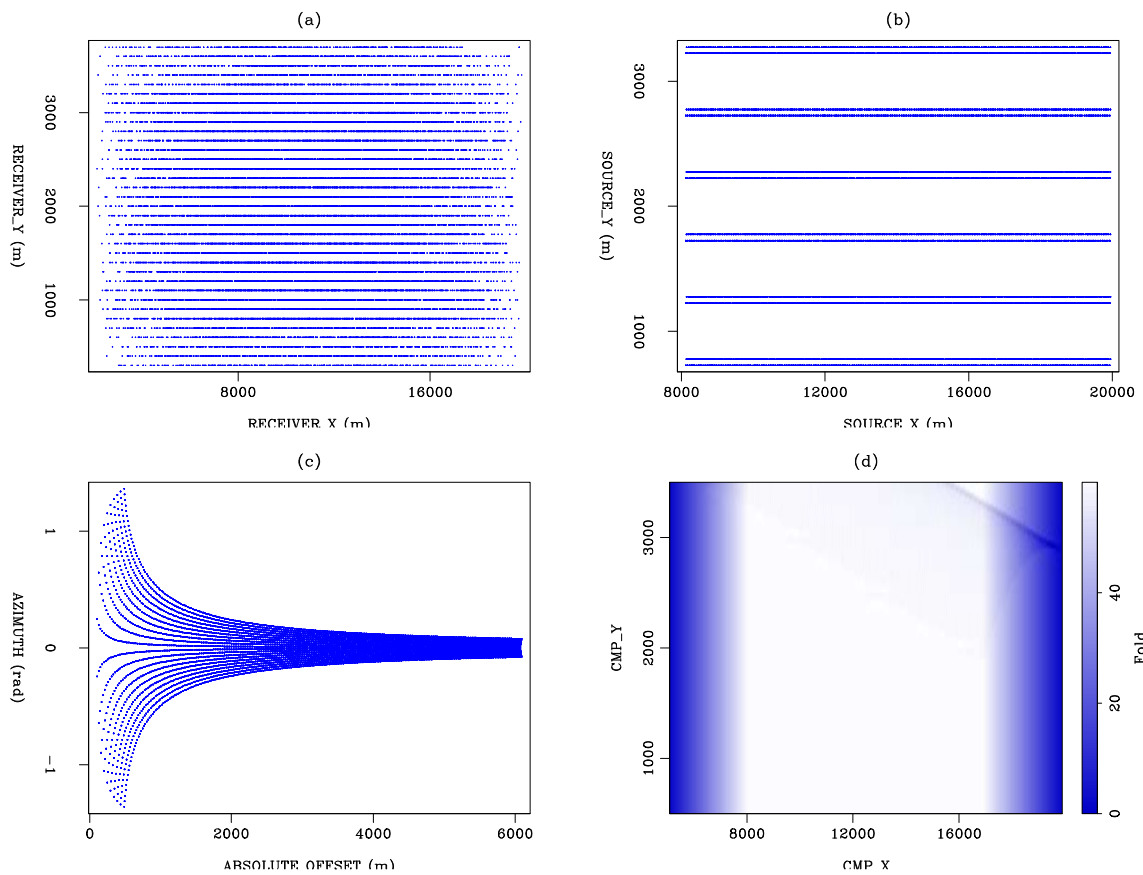 (a)
RECEIVER_Y (m)
3000
2000
1000
8000 16000
RECEIVER_X (m)
(b)
SOURCE_Y (m)
3000
2000
1000
8000 12000 16000 20000
SOURCE_X (m)
(c)
AZIMUTH (rad)
1
0
-1
0 2000 4000 6000
ABSOLUTE OFFSET (m)
(d)
CMP_Y
3000
2000
1000
8000 12000 16000
CMP_X
40
20
0
Fold